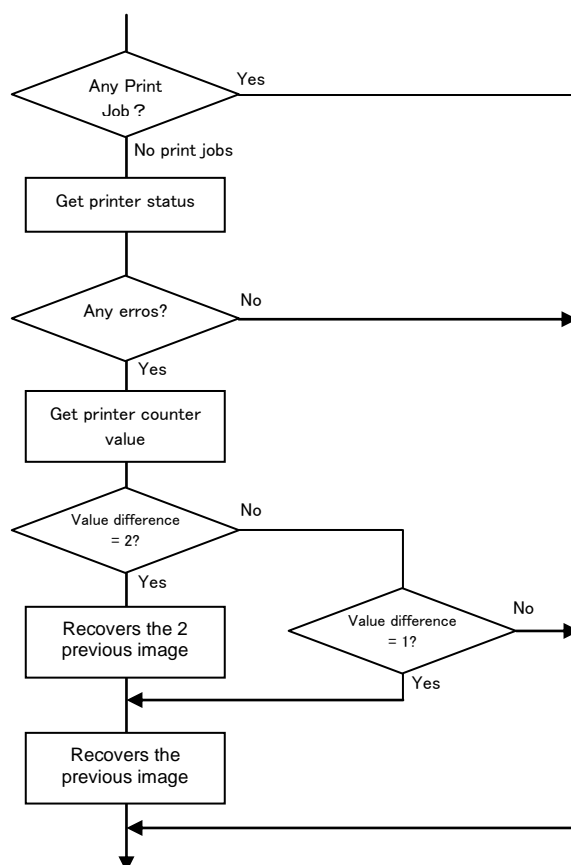 Any Print
Job？
Yes
No print jobs
Get printer status
Any erros?
No
Yes
Get printer counter
value
Value difference
= 2?
No
Yes
Recovers the 2
previous image
Value difference
= 1?
No
Yes
Recovers the
previous image